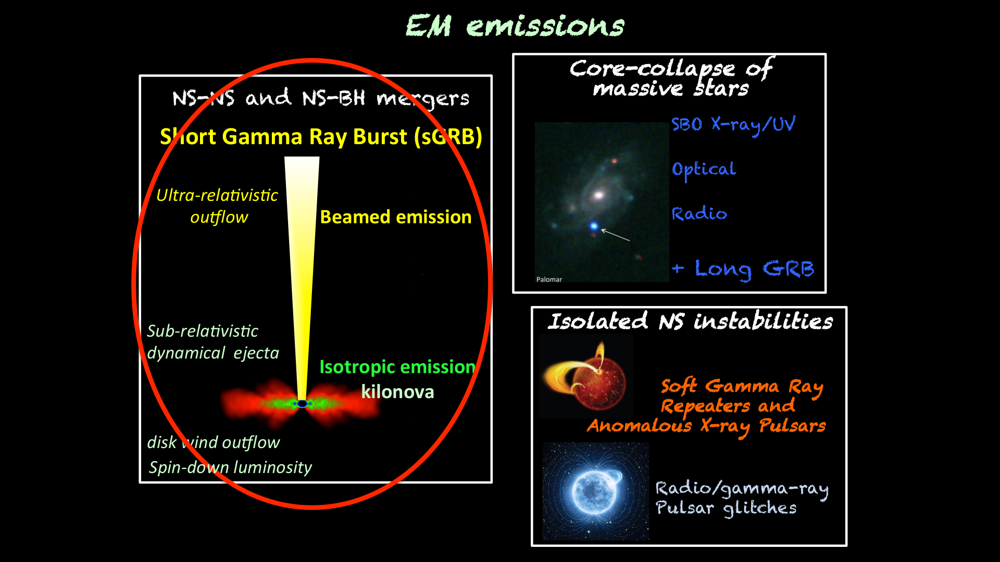 EM emissions
NS-NS and NS-BH mergers
Short Gamma Ray Burst (sGRB)
Ultra-relativistic
outflow
Beamed emission
Sub-relativistic
dynamical ejecta
Isotropic emission
kilonova
disk wind outflow
Spin-down luminosity
Core-collapse of
massive stars
SBO X-ray/UV
Optical
Radio
+ Long GRB
Palomar
Isolated NS instabilities
Soft Gamma Ray
Repeaters and
Anomalous X-ray Pulsars
Radio/gamma-ray
Pulsar glitches